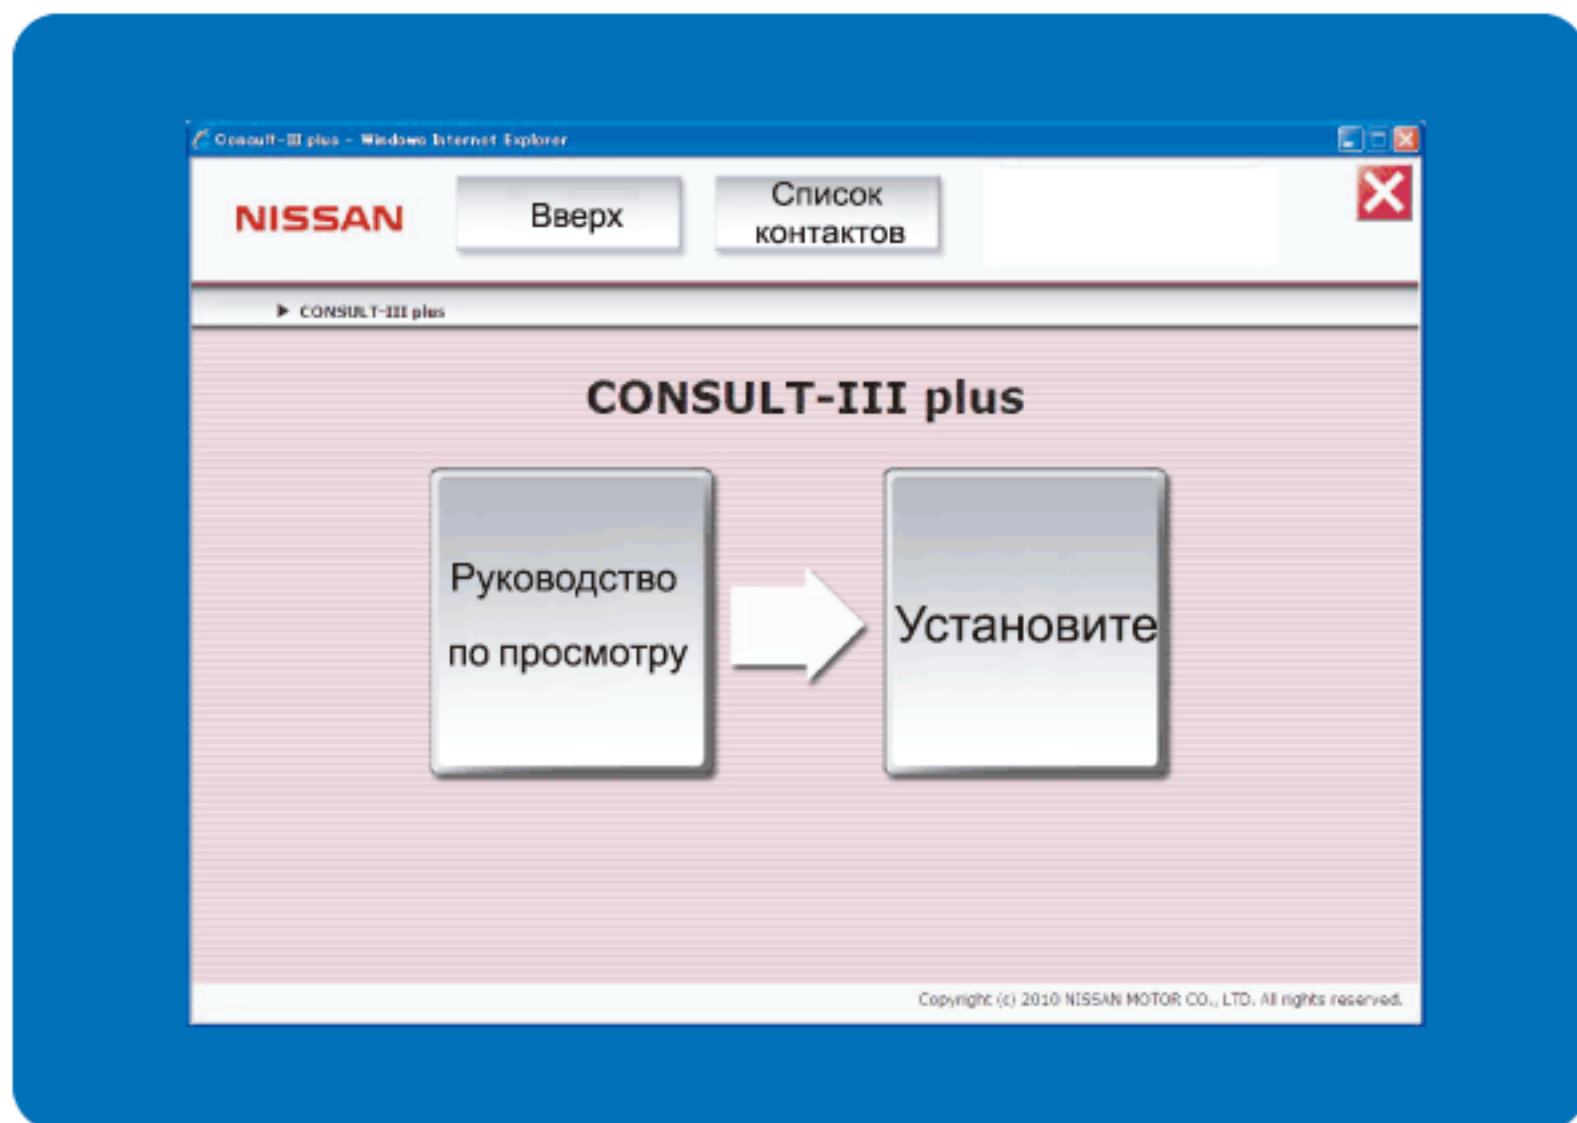 Consult-III plus - Windows Internet Explorer
NISSAN
Вверх
Список
контактов
▶ CONSULT-III plus
CONSULT-III plus
Руководство
по просмотру
Установите
Copyright (c) 2010 NISSAN MOTOR CO., LTD. All rights reserved.